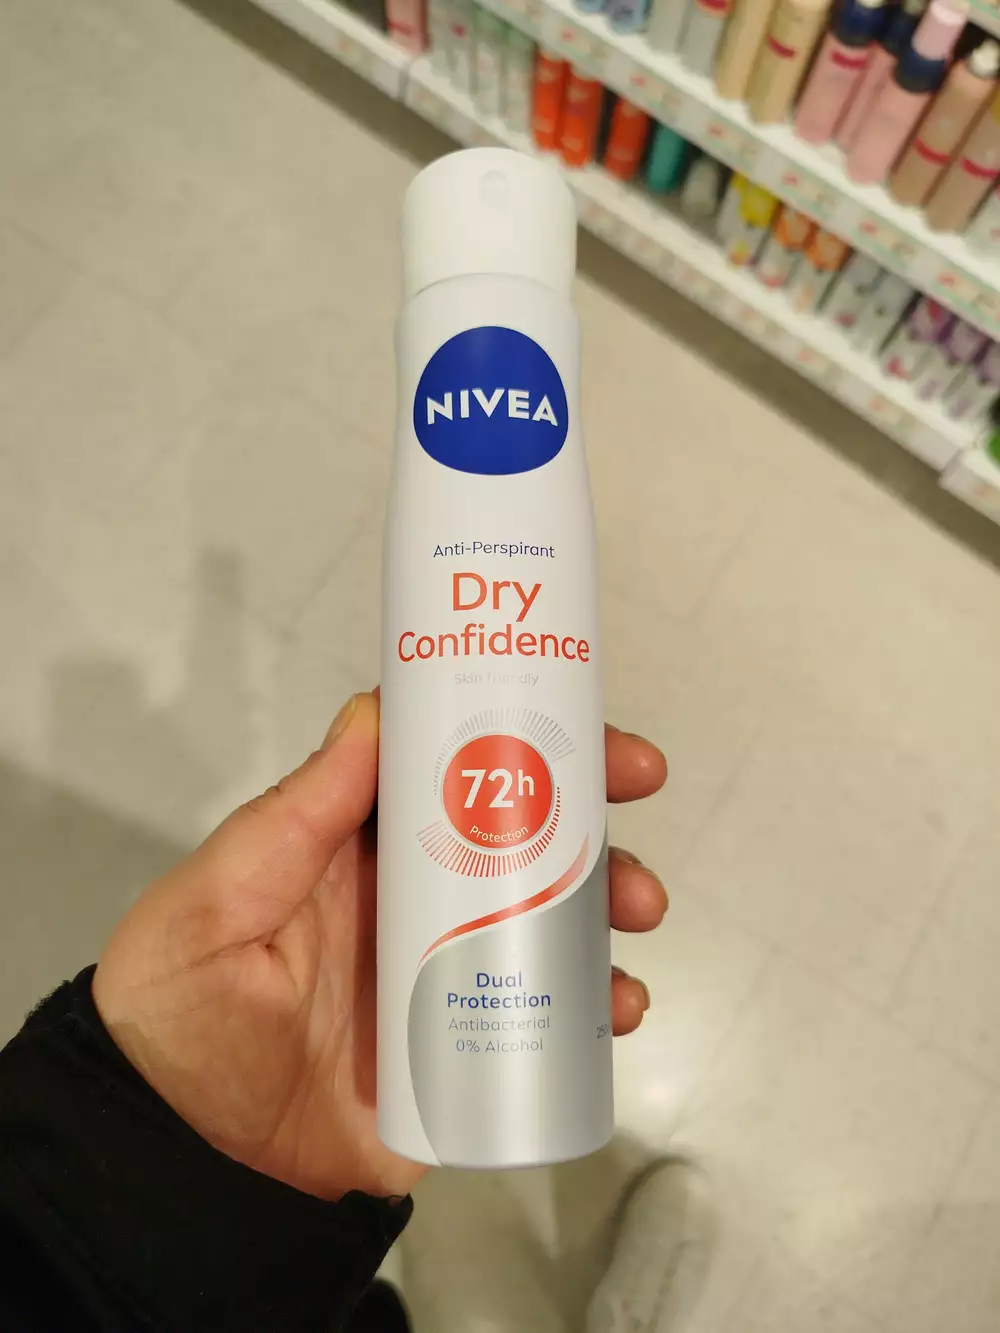 NIVEA
Anti-Perspirant
Dry
Confidence
Skin friendly
72h
Protection
Dual
Protection
Antibacterial
0% Alcohol